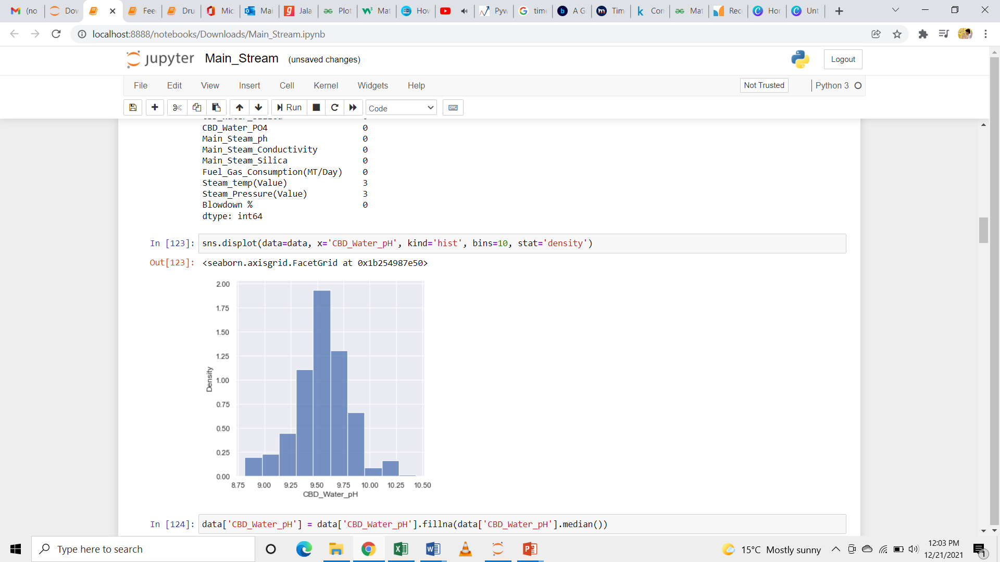 (no
Dov
Fee
Dru
Mic
Mai
Jala
Plot
Mat
How
Pyw
time
A G
Tim
Con
Mat
Rec
Hor
Unt
localhost:8888/notebooks/Downloads/Main_Stream.ipynb
jupyter Main_Stream (unsaved changes)
Logout
File Edit View Insert Cell Kernel Widgets Help
Not Trusted
Python 3
Run
Code
CBD_Water_PO4 0
Main_Steam_ph 0
Main_Steam_Conductivity 0
Main_Steam_Silica 0
Fuel_Gas_Consumption(MT/Day) 0
Steam_temp(Value) 3
Steam_Pressure(Value) 3
Blowdown % 0
dtype: int64
In [123]: sns.displot(data=data, x='CBD_Water_pH', kind='hist', bins=10, stat='density')
Out[123]: <seaborn.axisgrid.FacetGrid at 0x1b254987e50>
2.00
1.75
1.50
1.25
1.00
0.75
0.50
0.25
0.00
Density
8.75 9.00 9.25 9.50 9.75 10.00 10.25 10.50
CBD_Water_pH
In [124]: data['CBD_Water_pH'] = data['CBD_Water_pH'].fillna(data['CBD_Water_pH'].median())
Type here to search
15°C Mostly sunny
12:03 PM
12/21/2021
1